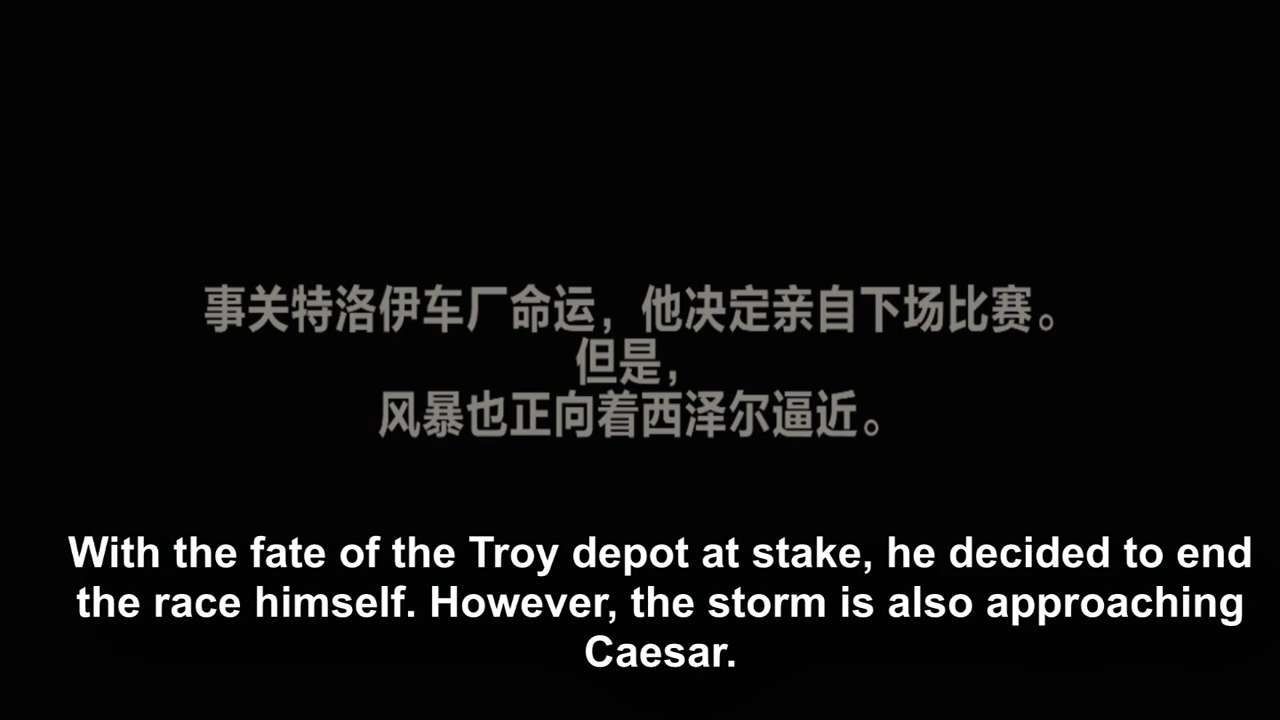 事关特洛伊车厂命运，他决定亲自下场比赛。
但是，
风暴也正向着西泽尔逼近。
With the fate of the Troy depot at stake, he decided to end
the race himself. However, the storm is also approaching
Caesar.